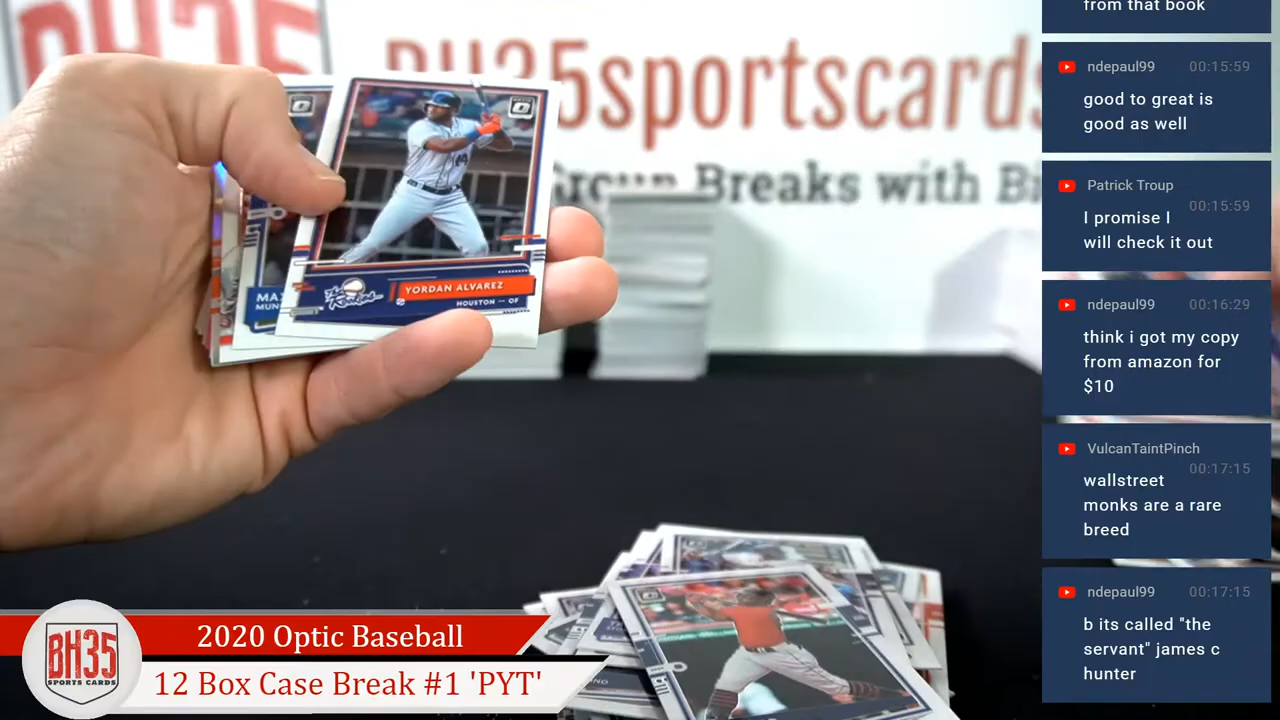 BH35sportscards
Group Breaks with
YORDAN ALVAREZ
HOUSTON — OF
The Rookies
MUN
from that book
ndepaul99 00:15:59
good to great is
good as well
Patrick Troup
00:15:59
I promise I
will check it out
ndepaul99 00:16:29
think i got my copy
from amazon for
$10
VulcanTaintPinch
00:17:15
wallstreet
monks are a rare
breed
ndepaul99 00:17:15
b its called "the
servant" james c
hunter
BH35
SPORTS CARDS
2020 Optic Baseball
12 Box Case Break #1 'PYT'